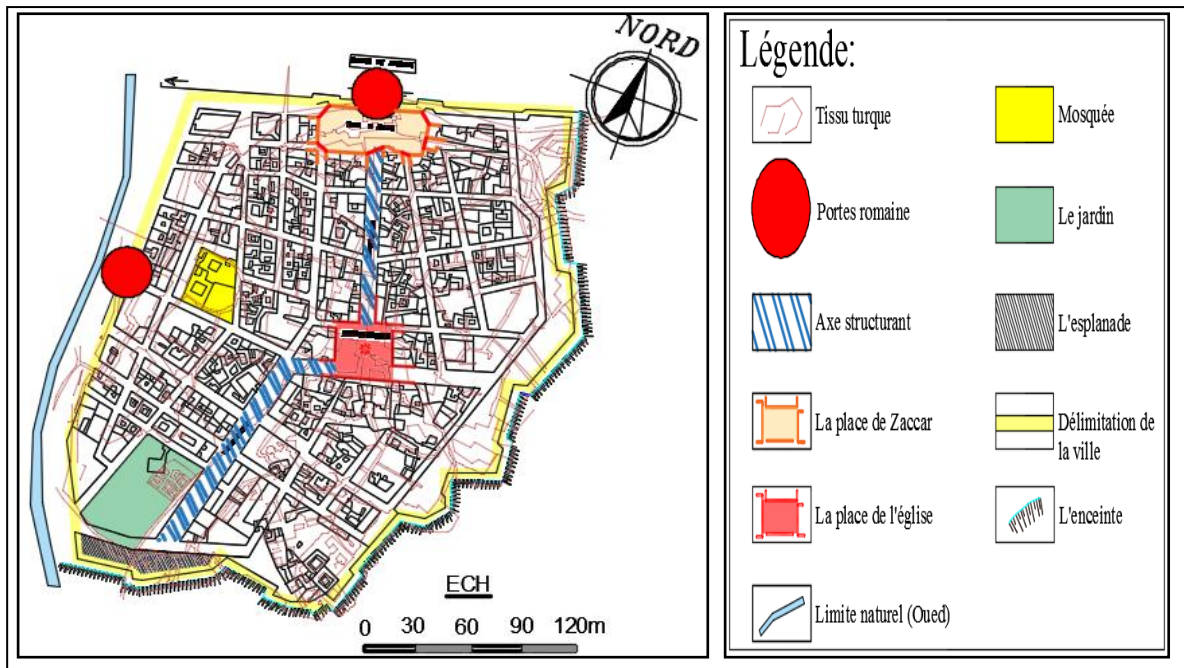 NORD
ECH
0 30 60 90 120m
Légende:
Tissu turque
Portes romaine
Axe structurant
La place de Zaccar
La place de l'église
Limite naturel (Oued)
Mosquée
Le jardin
L'esplanade
Délimitation de
la ville
L'enceinte